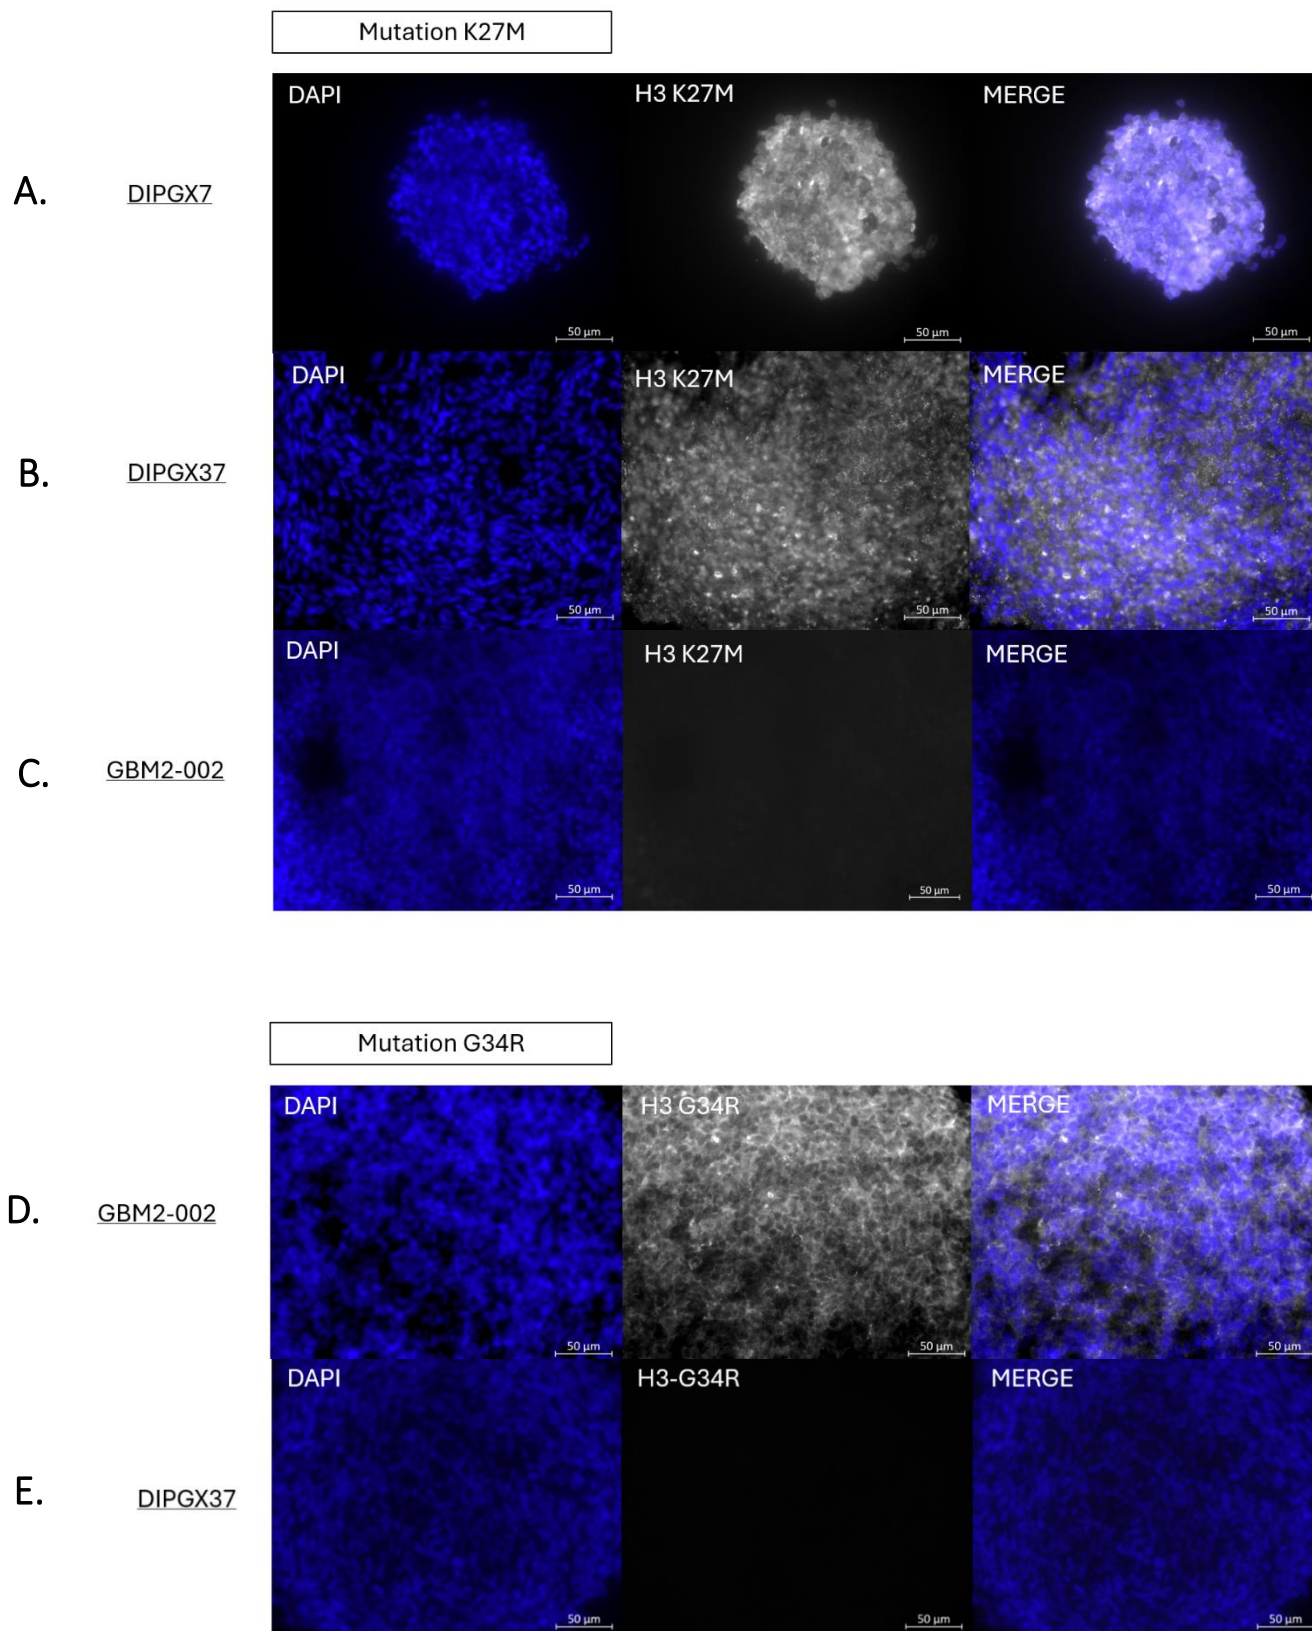 Mutation K27M
A.
DIPGX7
DAPI
H3 K27M
MERGE
50 µm
50 µm
50 µm
B.
DIPGX37
DAPI
H3 K27M
MERGE
50 µm
50 µm
50 µm
C.
GBM2-002
DAPI
H3 K27M
MERGE
50 µm
50 µm
50 µm
Mutation G34R
D.
GBM2-002
DAPI
H3 G34R
MERGE
50 µm
50 µm
50 µm
E.
DIPGX37
DAPI
H3-G34R
MERGE
50 µm
50 µm
50 µm